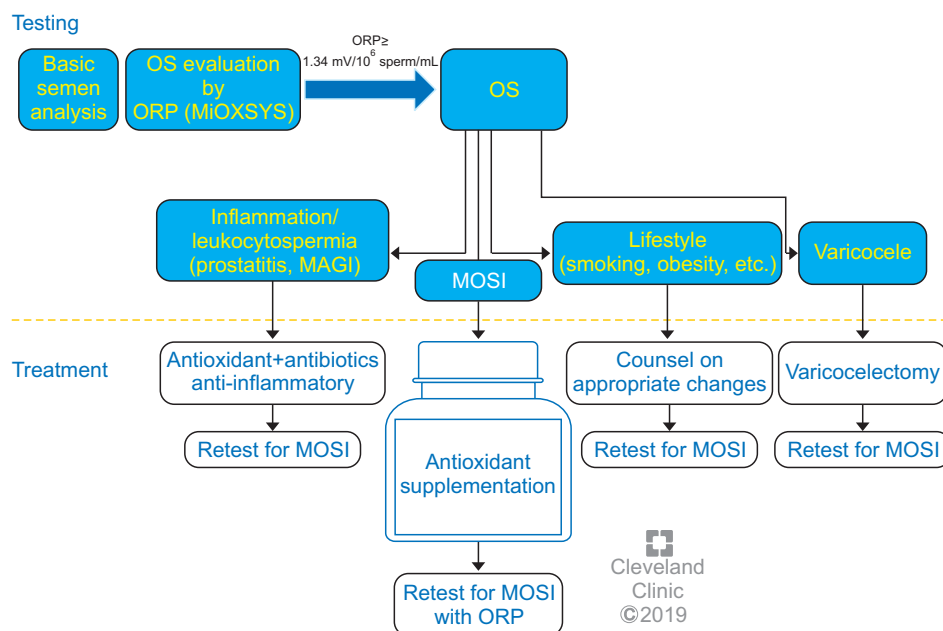 Testing
Basic
semen
analysis
OS evaluation
by
ORP (MiOXSYS)
ORP≥
1.34 mV/10⁶ sperm/mL
OS
Inflammation/
leukocytospermia
(prostatitis, MAGI)
MOSI
Lifestyle
(smoking, obesity, etc.)
Varicocele
Treatment
Antioxidant+antibiotics
anti-inflammatory
Retest for MOSI
Antioxidant
supplementation
Retest for MOSI
with ORP
Counsel on
appropriate changes
Retest for MOSI
Varicocelectomy
Retest for MOSI
Cleveland
Clinic
©2019